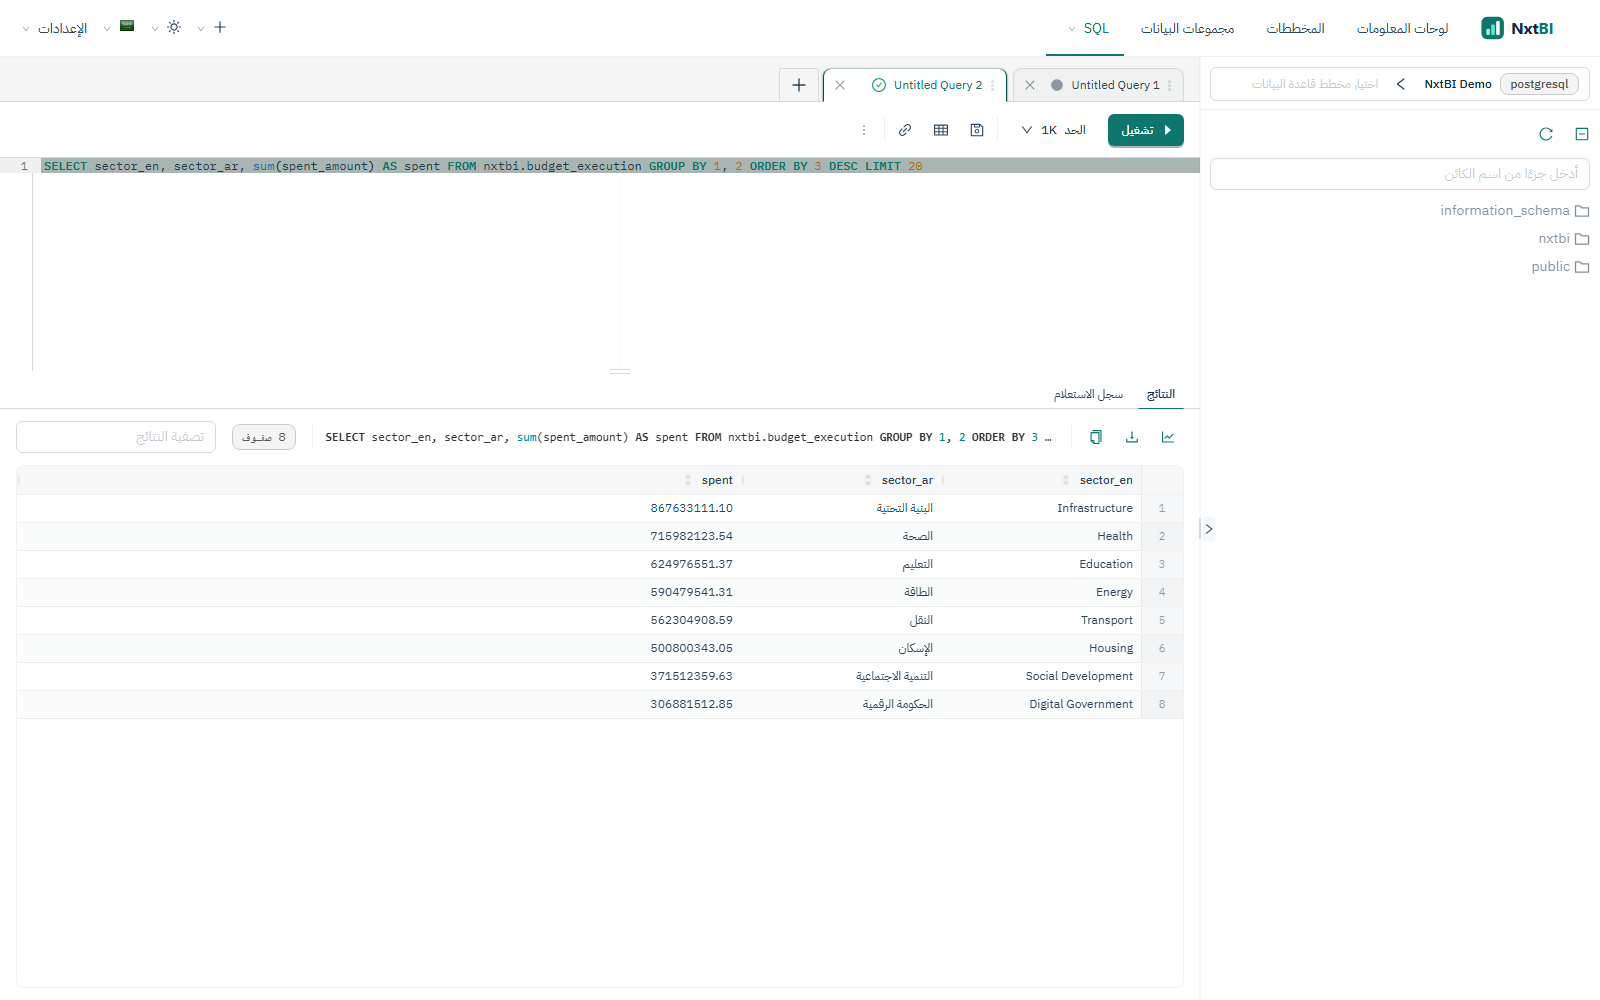 NxtBI
لوحات المعلومات
المخططات
مجموعات البيانات
SQL
الإعدادات
postgresql
NxtBI Demo
اختيار مخطط قاعدة البيانات
أدخل جزءًا من اسم الكائن
information_schema
nxtbi
public
Untitled Query 1
Untitled Query 2
تشغيل
الحد 1K
1 SELECT sector_en, sector_ar, sum(spent_amount) AS spent FROM nxtbi.budget_execution GROUP BY 1, 2 ORDER BY 3 DESC LIMIT 20
النتائج
سجل الاستعلام
SELECT sector_en, sector_ar, sum(spent_amount) AS spent FROM nxtbi.budget_execution GROUP BY 1, 2 ORDER BY 3 …
8 صفوف
تصفية النتائج
sector_en sector_ar spent
1 Infrastructure البنية التحتية 867633111.10
2 Health الصحة 715982123.54
3 Education التعليم 624976551.37
4 Energy الطاقة 590479541.31
5 Transport النقل 562304908.59
6 Housing الإسكان 500800343.05
7 Social Development التنمية الاجتماعية 371512359.63
8 Digital Government الحكومة الرقمية 306881512.85